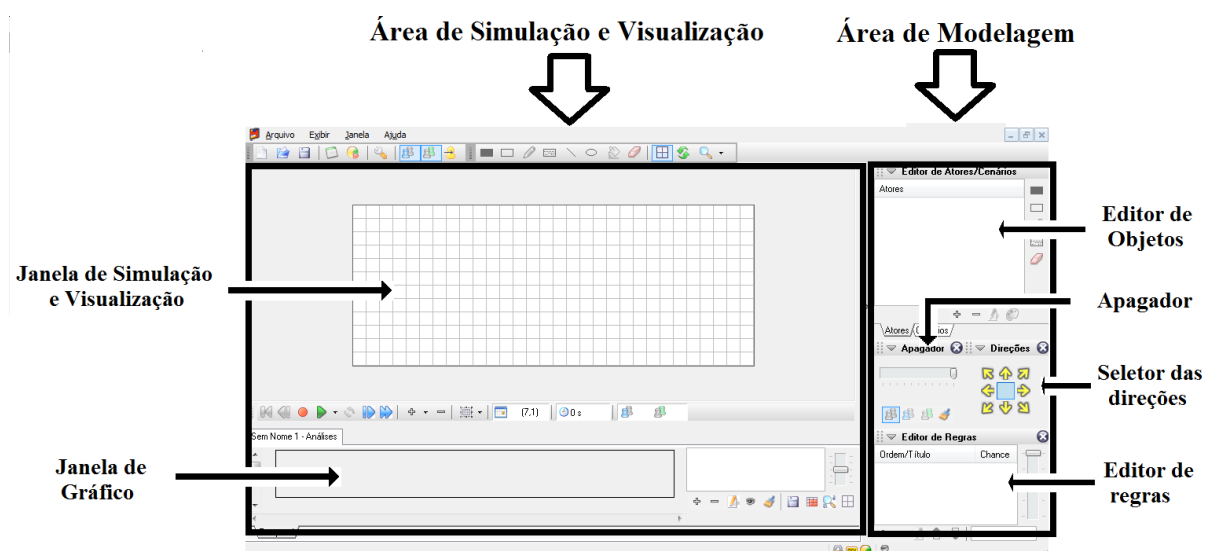 Área de Simulação e Visualização
Área de Modelagem
Arquivo Exibir Janela Ajuda
Editor de Atores/Cenários
Atores
Editor de
Objetos
Janela de Simulação
e Visualização
Apagador
Atores
Apagador
Direções
Seletor das
direções
(7,1)
0 s
Sem Nome 1 - Análises
Editor de Regras
Ordem/Título Chance
Janela de
Gráfico
Editor de
regras